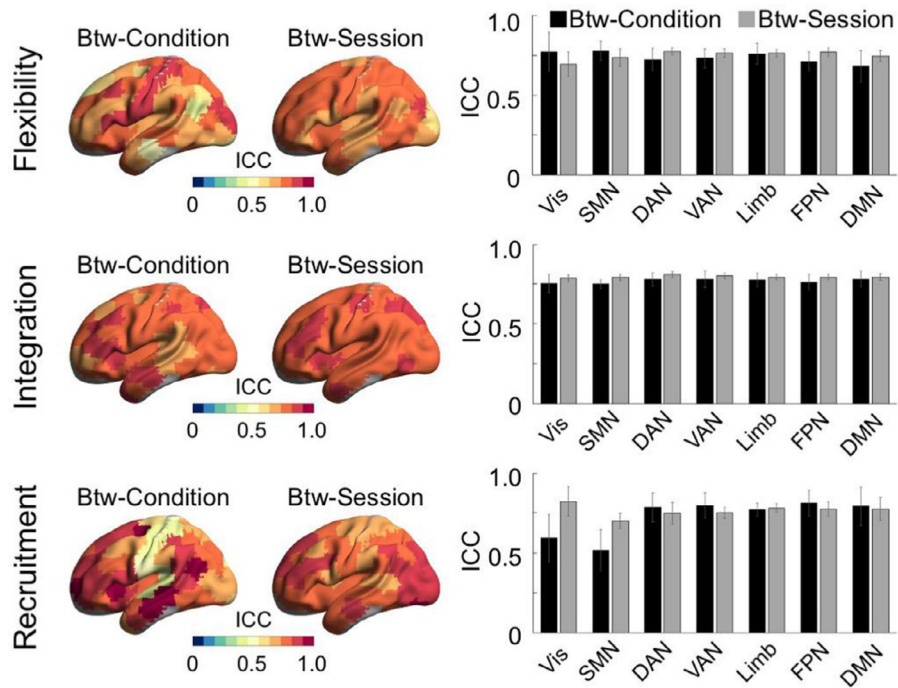 Flexibility
Btw-Condition Btw-Session
ICC
0 0.5 1.0
Btw-Condition Btw-Session
ICC
1.0
0.5
0
Vis SMN DAN VAN Limb FPN DMN
Integration
Btw-Condition Btw-Session
ICC
0 0.5 1.0
ICC
1.0
0.5
0
Vis SMN DAN VAN Limb FPN DMN
Recruitment
Btw-Condition Btw-Session
ICC
0 0.5 1.0
ICC
1.0
0.5
0
Vis SMN DAN VAN Limb FPN DMN